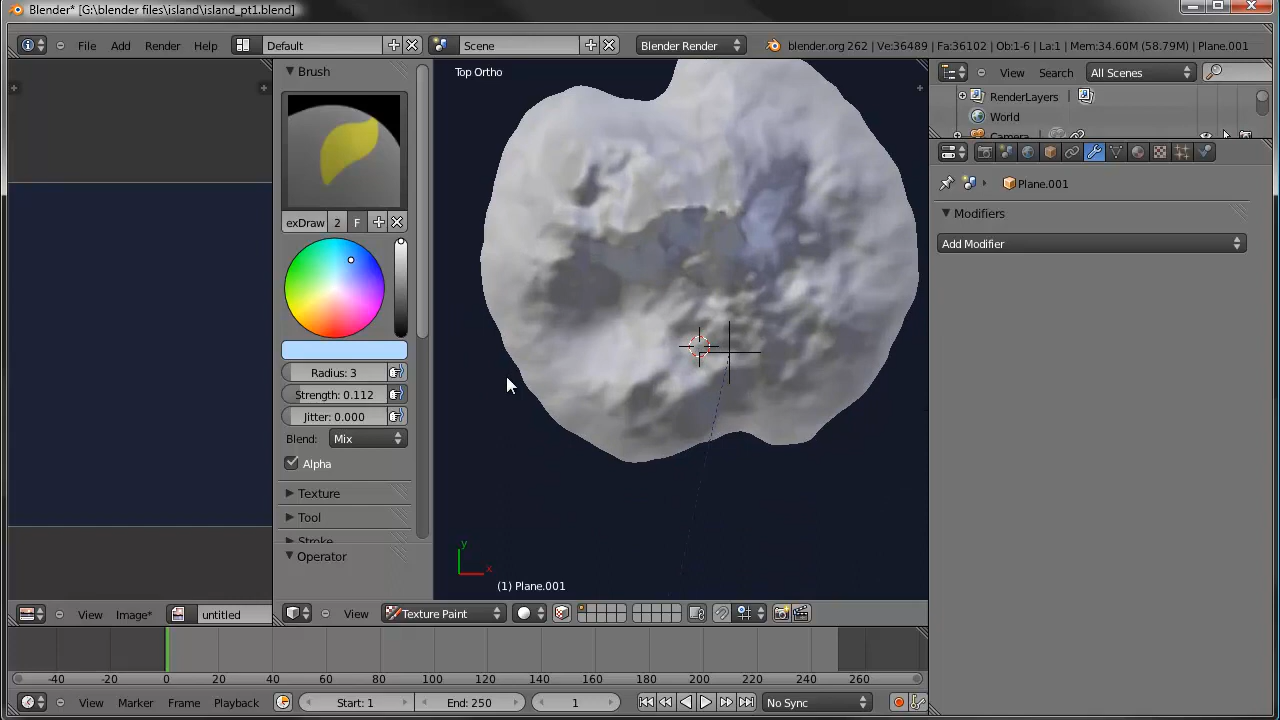 Blender* [G:\blender files\island\island_pt1.blend]
File Add Render Help Default Scene Blender Render blender.org 262 | Ve:36489 | Fa:36102 | Ob:1-6 | La:1 | Mem:34.60M (58.79M) | Plane.001
Brush
exDraw 2 F
Radius: 3
Strength: 0.112
Jitter: 0.000
Blend: Mix
Alpha
Texture
Tool
Stroke
Operator
Top Ortho
y
x
(1) Plane.001
View Search All Scenes
RenderLayers
World
Camera
Plane.001
Modifiers
Add Modifier
View Image* untitled
View Texture Paint
-40 -20 0 20 40 60 80 100 120 140 160 180 200 220 240 260
View Marker Frame Playback Start: 1 End: 250 1 No Sync